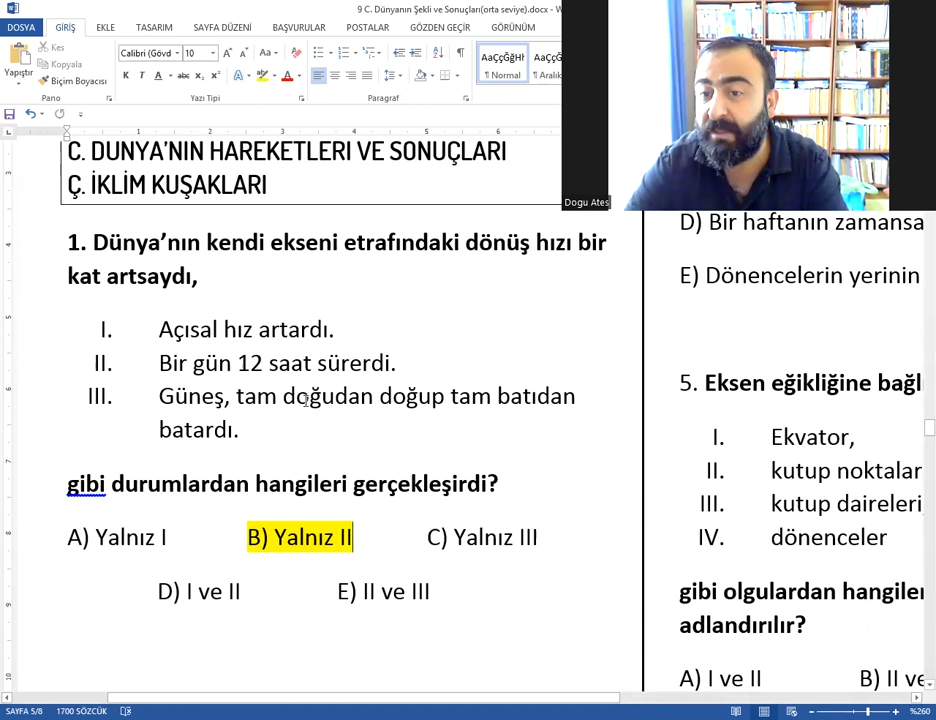 9 C. Dünyanın Şekli ve Sonuçları(orta seviye).docx - W
DOSYA GİRİŞ EKLE TASARIM SAYFA DÜZENİ BAŞVURULAR POSTALAR GÖZDEN GEÇİR GÖRÜNÜM
Yapıştır
Kes
Kopyala
Biçim Boyacısı
Calibri (Gövd 10
AaÇçĞğHł
¶ Normal
AaÇçĞ
¶ Aralık
Pano
Yazı Tipi
Paragraf
Dogu Ates
C. DÜNYA'NIN HAREKETLERİ VE SONUÇLARI
Ç. İKLİM KUŞAKLARI
1. Dünya'nın kendi ekseni etrafındaki dönüş hızı bir
kat artsaydı,
I. Açısal hız artardı.
II. Bir gün 12 saat sürerdi.
III. Güneş, tam doğudan doğup tam batıdan
batardı.
gibi durumlardan hangileri gerçekleşirdi?
A) Yalnız I B) Yalnız II C) Yalnız III
D) I ve II E) II ve III
D) Bir haftanın zamansa
E) Dönencelerin yerinin
5. Eksen eğikliğine bağl
I. Ekvator,
II. kutup noktalar
III. kutup daireleri,
IV. dönenceler
gibi olgulardan hangiler
adlandırılır?
A) I ve II B) II ve
SAYFA 5/8 1700 SÖZCÜK
%260